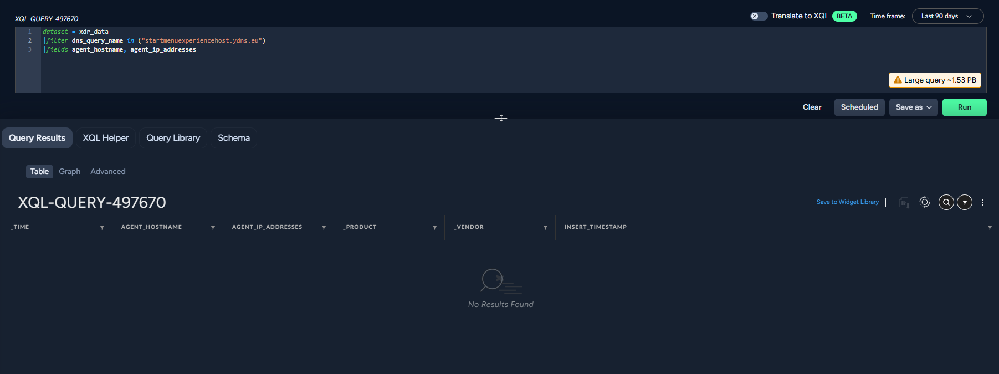 XQL-QUERY-497670
Translate to XQL BETA Time frame: Last 90 days
1 dataset = xdr_data
2 |filter dns_query_name in ("startmenuexperiencehost.ydns.eu")
3 |fields agent_hostname, agent_ip_addresses
Large query ~1.53 PB
Clear Scheduled Save as Run
Query Results XQL Helper Query Library Schema
Table Graph Advanced
XQL-QUERY-497670
Save to Widget Library
_TIME AGENT_HOSTNAME AGENT_IP_ADDRESSES _PRODUCT _VENDOR INSERT_TIMESTAMP
No Results Found